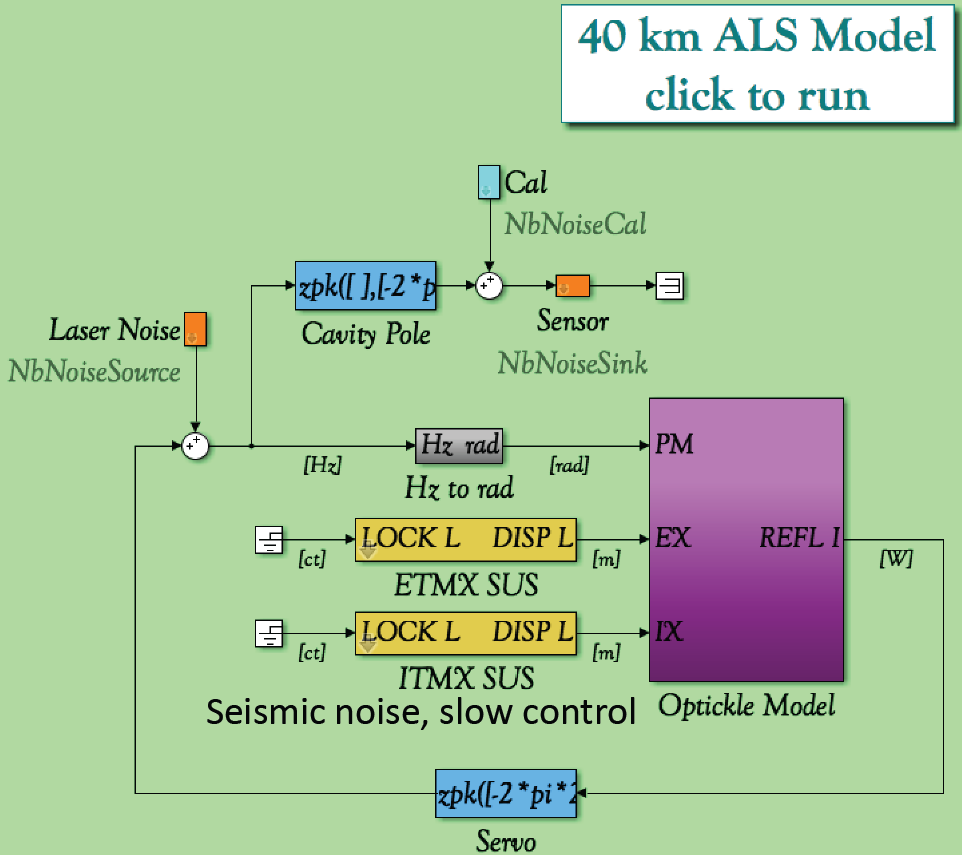 40 km ALS Model
click to run
Cal
NbNoiseCal
zpk([ ],[-2*p
Cavity Pole
Sensor
NbNoiseSink
Laser Noise
NbNoiseSource
[Hz]
Hz rad
Hz to rad
[rad]
PM
[ct]
LOCK L DISP L
ETMX SUS
[m]
EX
REFL I
[W]
[ct]
LOCK L DISP L
ITMX SUS
[m]
IX
Optickle Model
Seismic noise, slow control
zpk([-2*pi*2
Servo